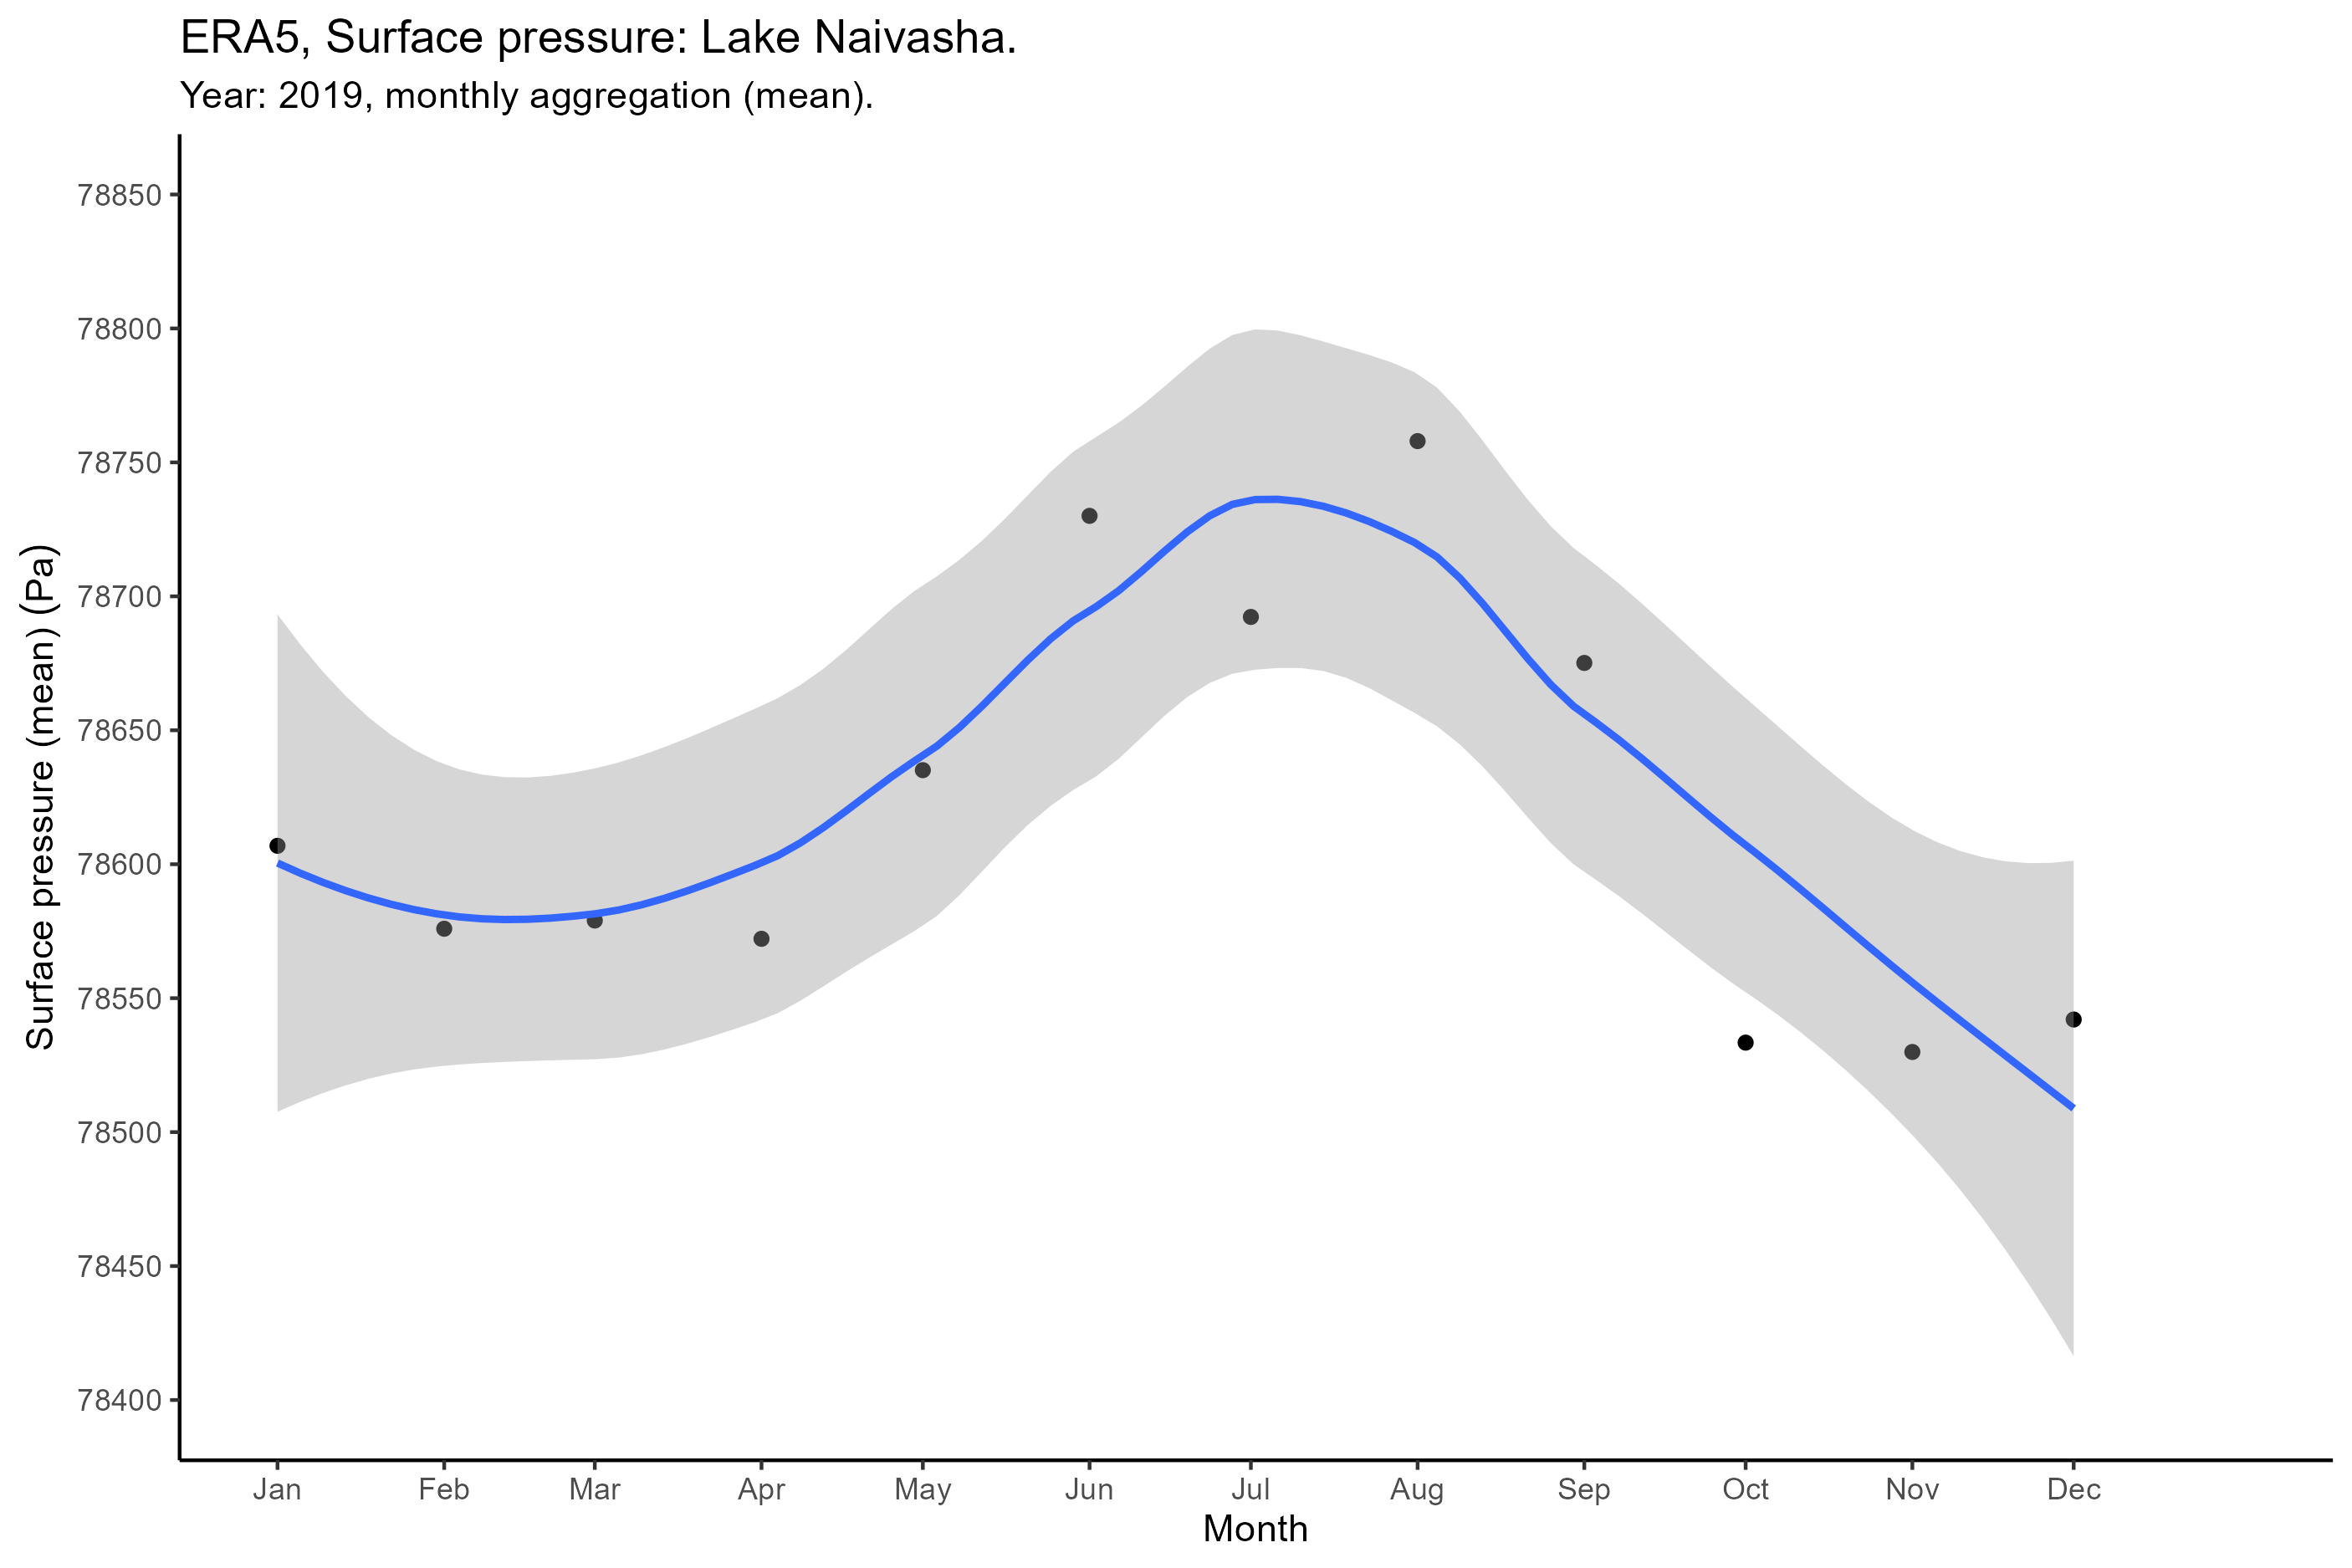 ERA5, Surface pressure: Lake Naivasha.
Year: 2019, monthly aggregation (mean).
Surface pressure (mean) (Pa)
78850
78800
78750
78700
78650
78600
78550
78500
78450
78400
Jan Feb Mar Apr May Jun Jul Aug Sep Oct Nov Dec
Month